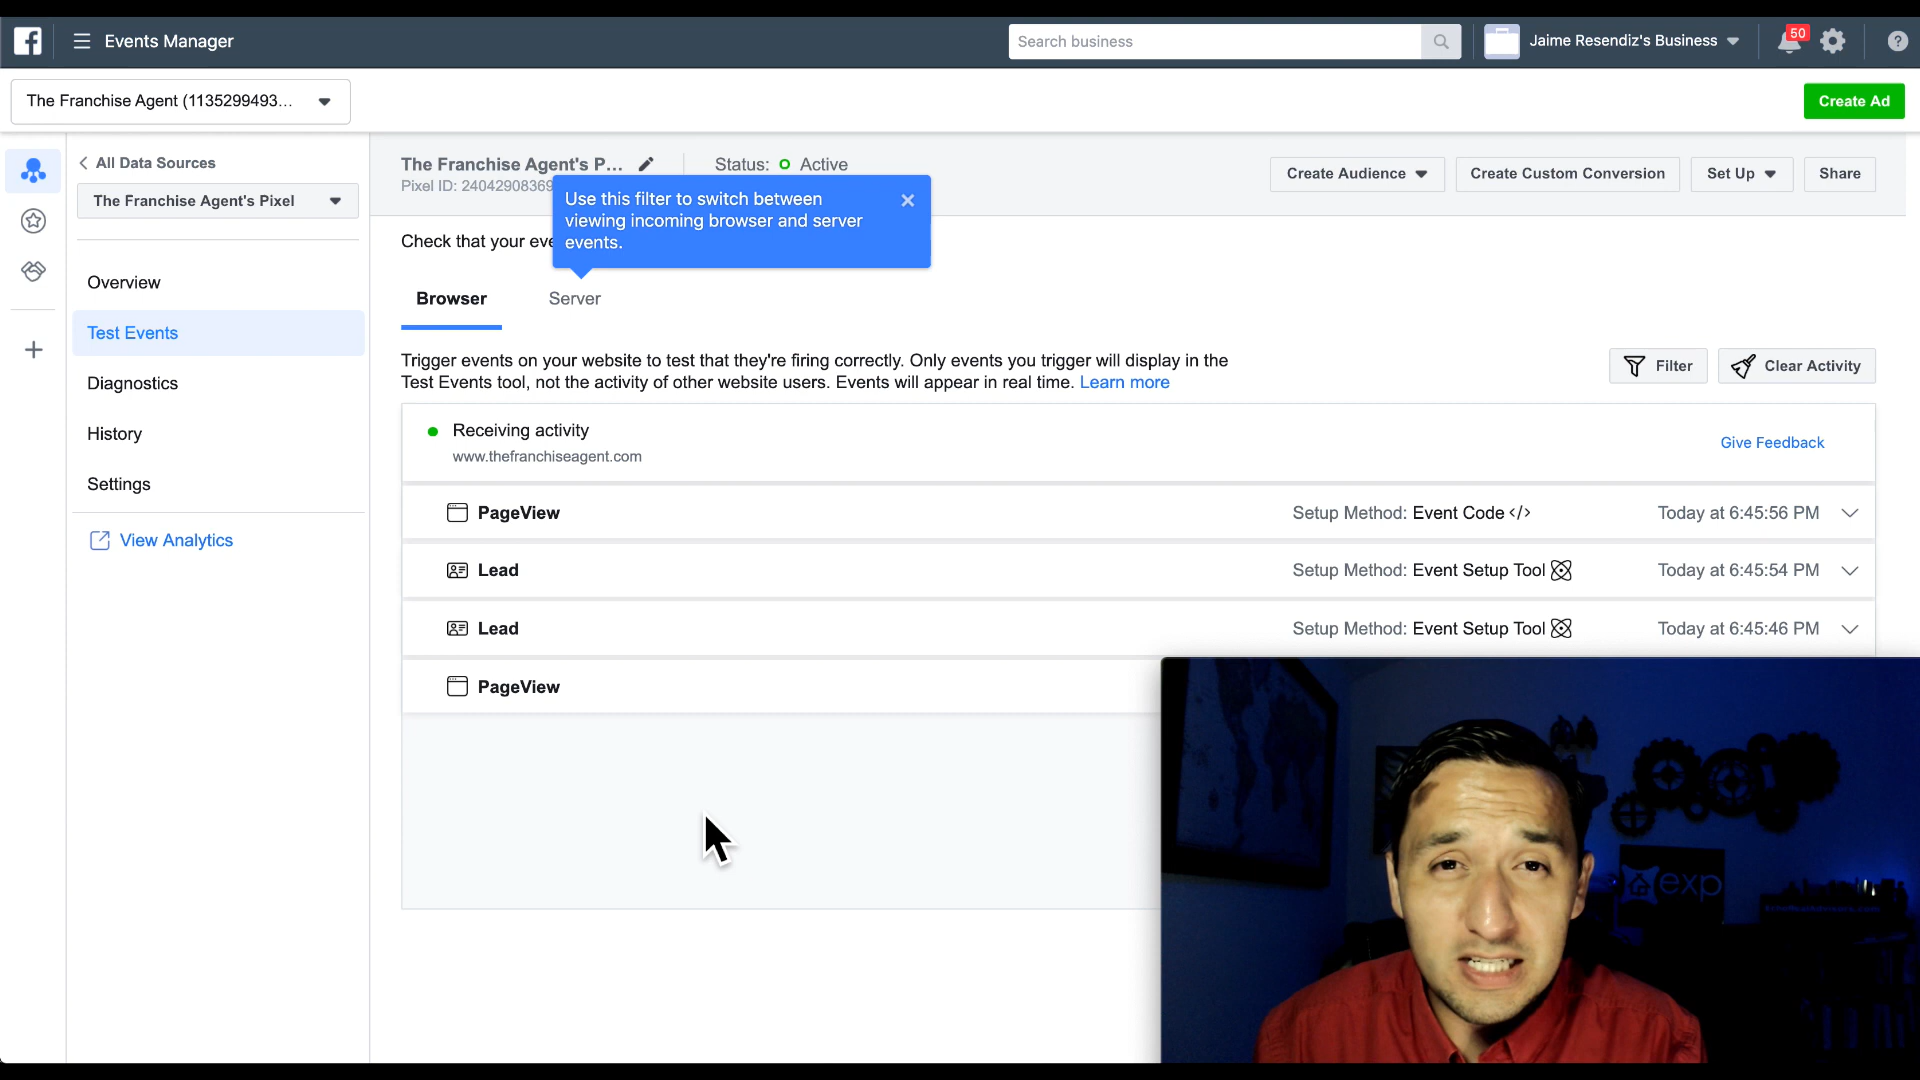 Events Manager
Search business
Jaime Resendiz's Business
50
The Franchise Agent (1135299493...
Create Ad
All Data Sources
The Franchise Agent's Pixel
Overview
Test Events
Diagnostics
History
Settings
View Analytics
The Franchise Agent's P...
Status: Active
Pixel ID: 2404290836
Create Audience
Create Custom Conversion
Set Up
Share
Use this filter to switch between
viewing incoming browser and server
events.
Check that your eve
Browser
Server
Trigger events on your website to test that they're firing correctly. Only events you trigger will display in the
Test Events tool, not the activity of other website users. Events will appear in real time. Learn more
Filter
Clear Activity
Receiving activity
www.thefranchiseagent.com
Give Feedback
PageView
Setup Method: Event Code </>
Today at 6:45:56 PM
Lead
Setup Method: Event Setup Tool
Today at 6:45:54 PM
Lead
Setup Method: Event Setup Tool
Today at 6:45:46 PM
PageView
exp